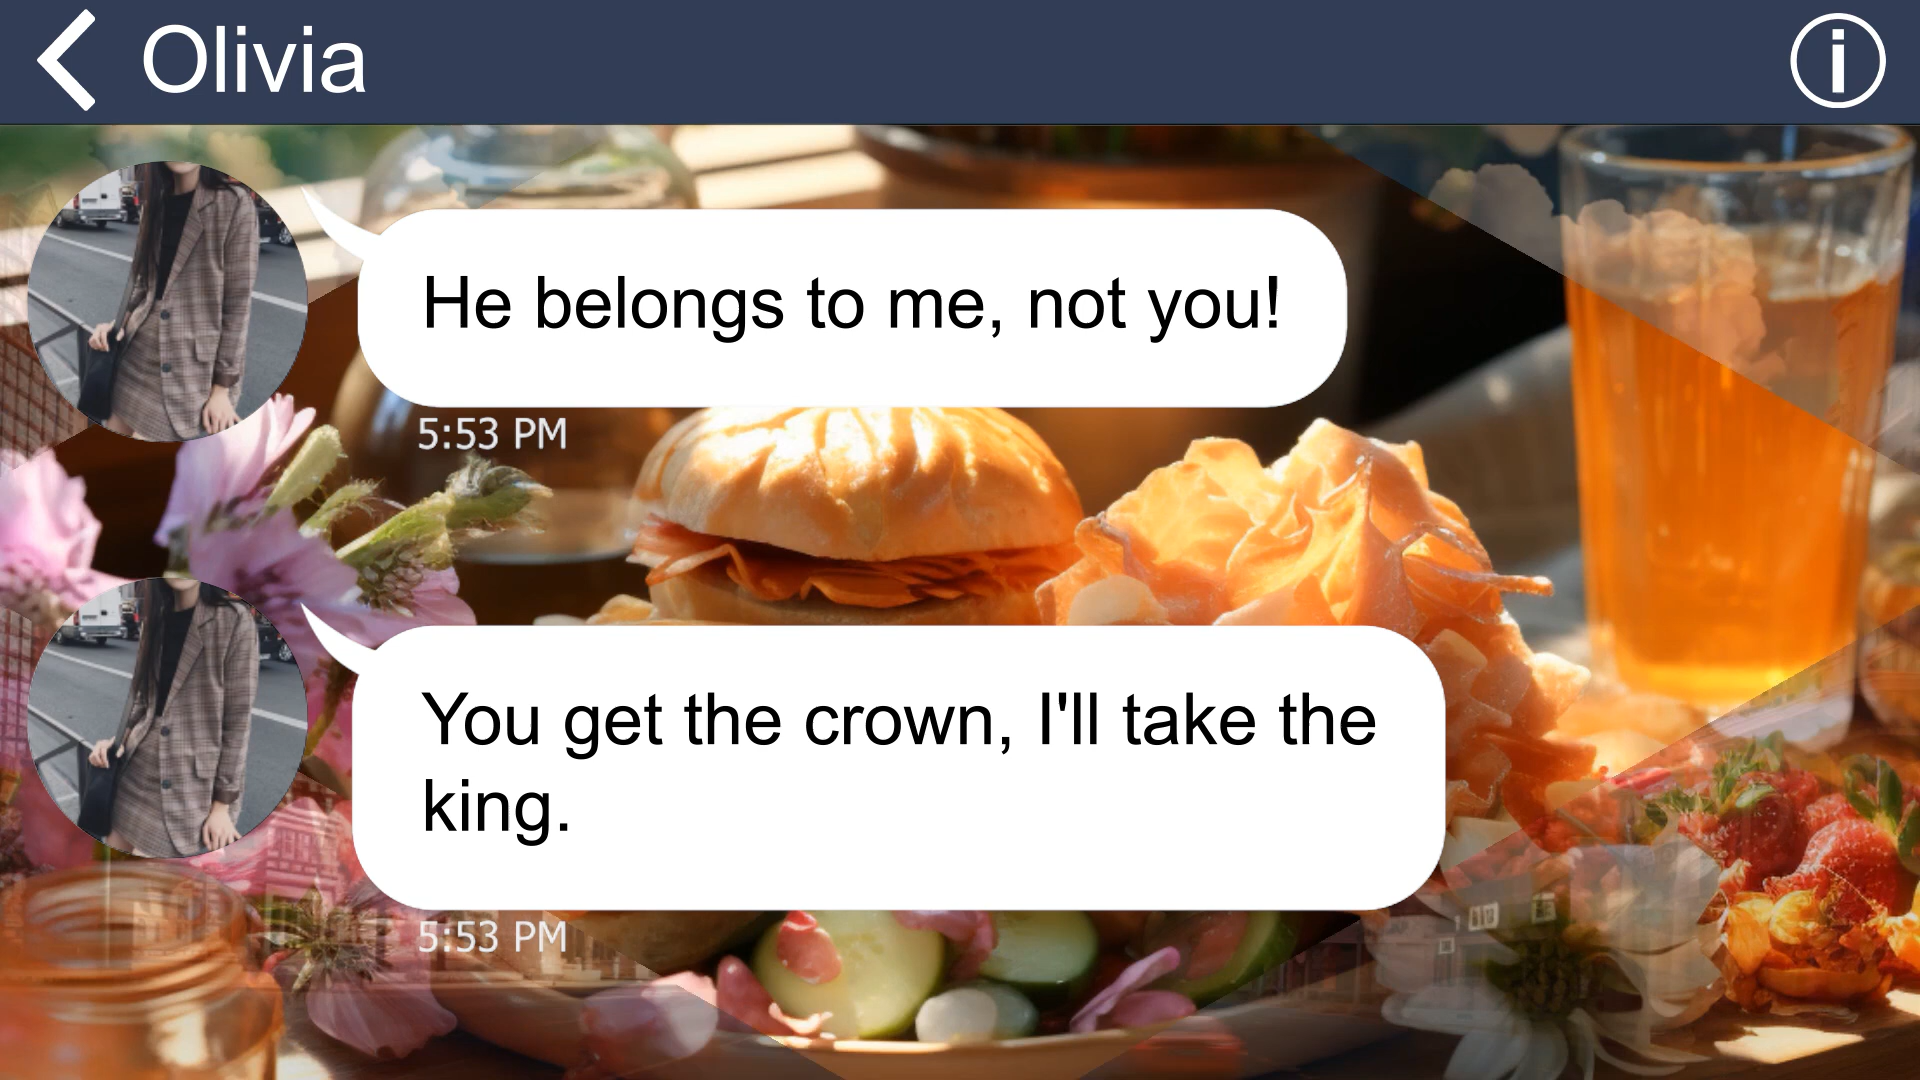 Olivia
He belongs to me, not you!
5:53 PM
You get the crown, I'll take the
king.
5:53 PM